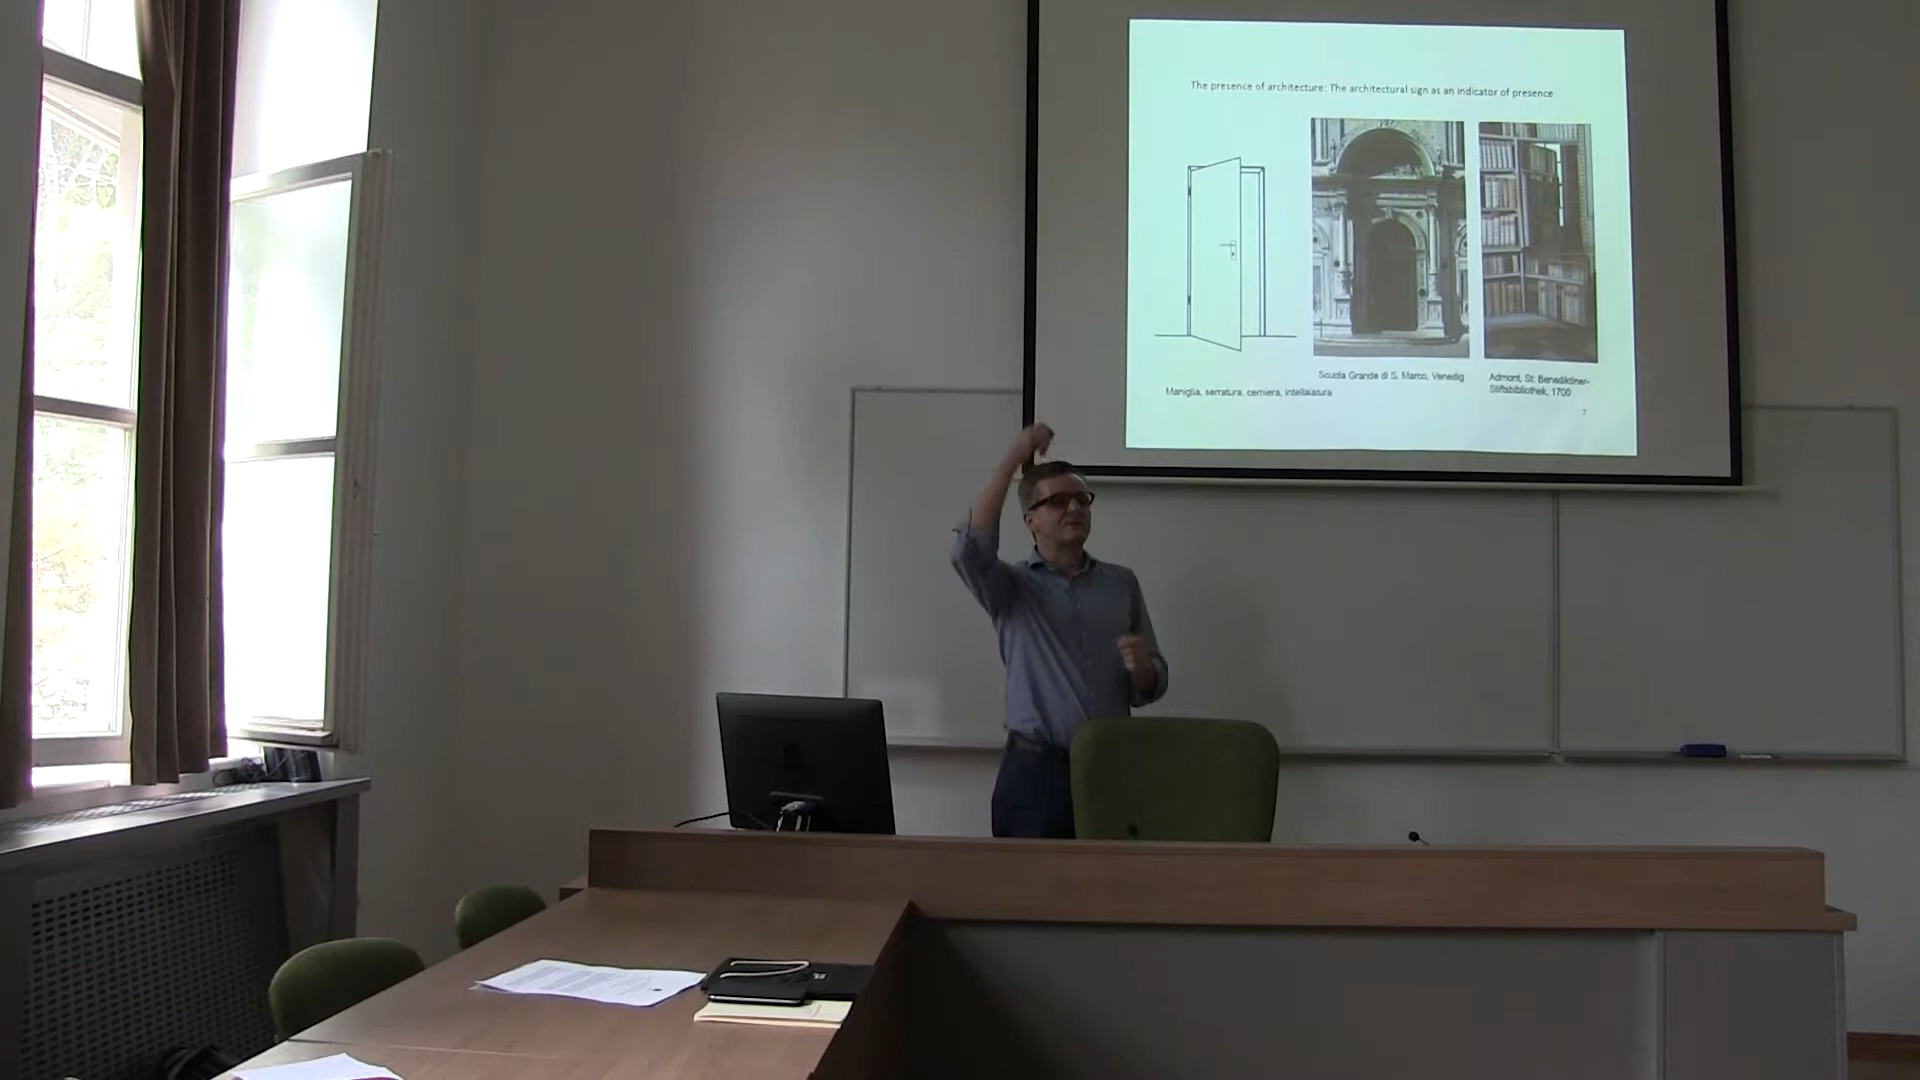 The presence of architecture: The architectural sign as an indicator of presence
Maniglia, serratura, cerniera, intellaiatura
Scuola Grande di S. Marco, Venedig
Admont, St. Benediktiner-
Stiftsbibliothek, 1700
7